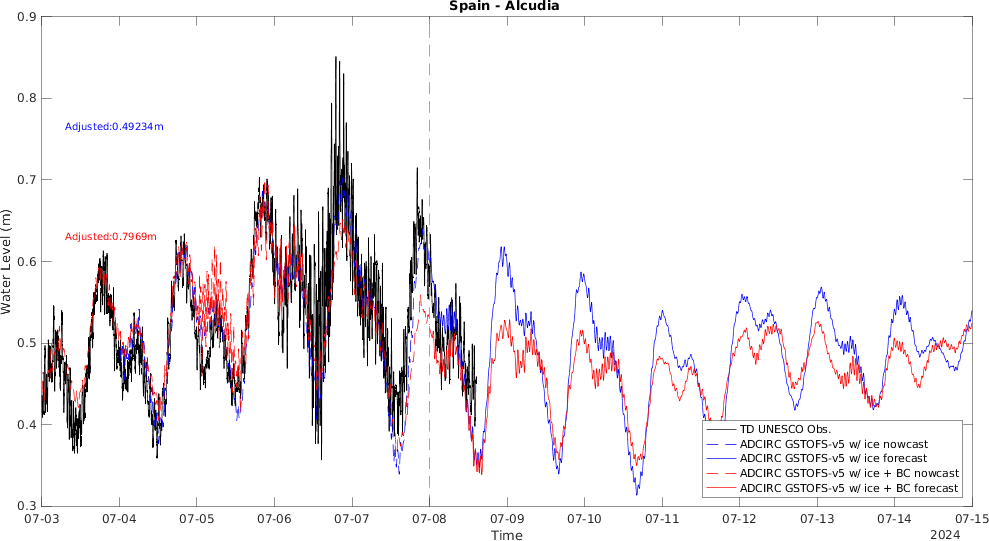 Spain - Alcudia
0.9
0.8
0.7
0.6
0.5
0.4
0.3
Water Level (m)
Adjusted:0.49234m
Adjusted:0.7969m
TD UNESCO Obs.
ADCIRC GSTOFS-v5 w/ ice nowcast
ADCIRC GSTOFS-v5 w/ ice forecast
ADCIRC GSTOFS-v5 w/ ice + BC nowcast
ADCIRC GSTOFS-v5 w/ ice + BC forecast
07-03 07-04 07-05 07-06 07-07 07-08 07-09 07-10 07-11 07-12 07-13 07-14 07-15
Time
2024